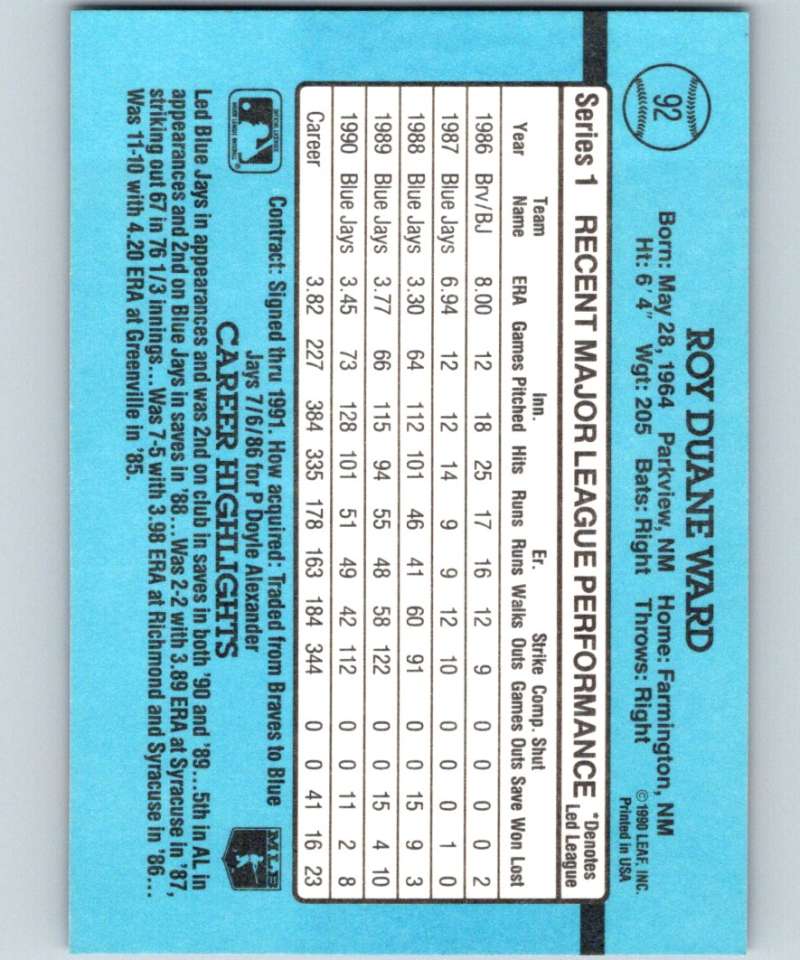 92
ROY DUANE WARD
Born: May 28, 1964 Parkview, NM Home: Farmington, NM
Ht: 6' 4" Wgt: 205 Bats: Right Throws: Right
©1990 LEAF, INC.
Printed in USA
Series 1 RECENT MAJOR LEAGUE PERFORMANCE *Denotes Led League
Year Team Name ERA Games Inn. Pitched Hits Runs Er. Runs Walks Strike Outs Comp. Games Shut Outs Save Won Lost
1986 Brv/BJ 8.00 12 18 25 17 16 12 9 0 0 0 0 2
1987 Blue Jays 6.94 12 12 14 9 9 12 10 0 0 0 1 0
1988 Blue Jays 3.30 64 112 101 46 41 60 91 0 0 15 9 3
1989 Blue Jays 3.77 66 115 94 55 48 58 122 0 0 15 4 10
1990 Blue Jays 3.45 73 128 101 51 49 42 112 0 0 11 2 8
Career 3.82 227 384 335 178 163 184 344 0 0 41 16 23
OFFICIAL LICENSEE
MAJOR LEAGUE BASEBALL
Contract: Signed thru 1991. How acquired: Traded from Braves to Blue
Jays 7/6/86 for P Doyle Alexander
MLB
CAREER HIGHLIGHTS
Led Blue Jays in appearances and was 2nd on club in saves in both '90 and '89...5th in AL in
appearances and 2nd on Blue Jays in saves in '88...Was 2-2 with 3.89 ERA at Syracuse in '87,
striking out 67 in 76 1/3 innings...Was 7-5 with 3.98 ERA at Richmond and Syracuse in '86...
Was 11-10 with 4.20 ERA at Greenville in '85.